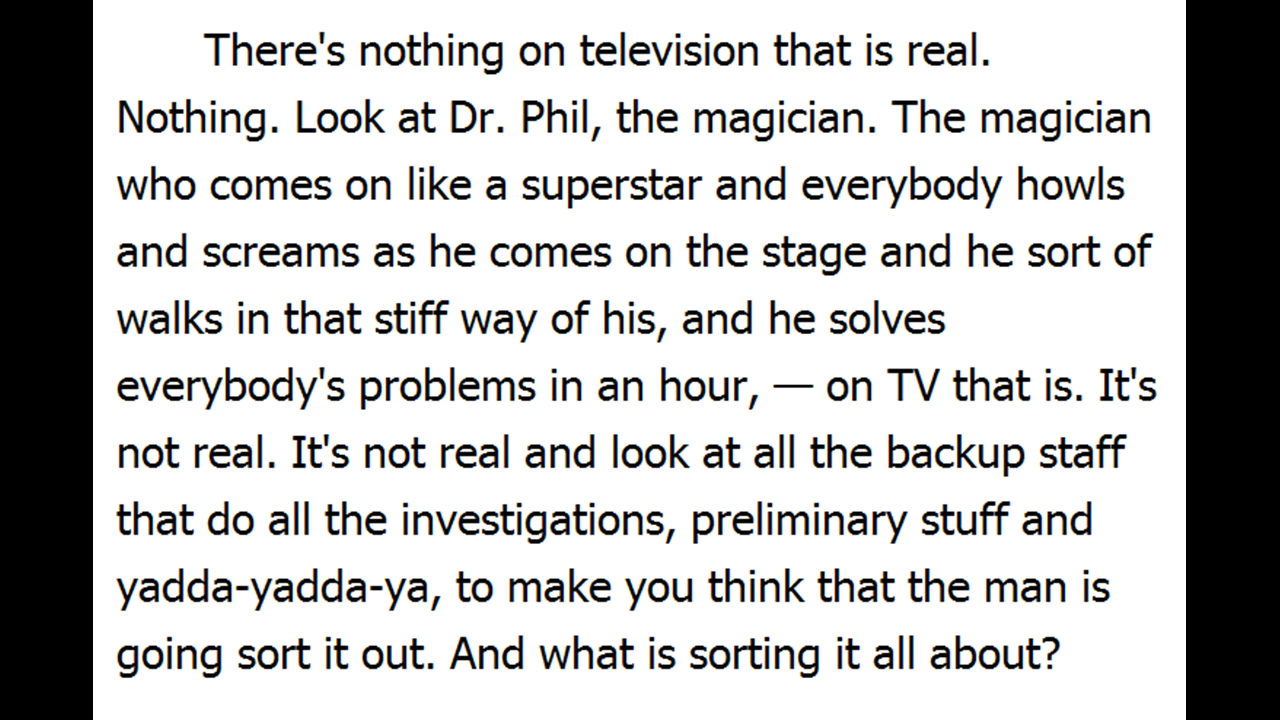 There's nothing on television that is real.
Nothing. Look at Dr. Phil, the magician. The magician
who comes on like a superstar and everybody howls
and screams as he comes on the stage and he sort of
walks in that stiff way of his, and he solves
everybody's problems in an hour, — on TV that is. It's
not real. It's not real and look at all the backup staff
that do all the investigations, preliminary stuff and
yadda-yadda-ya, to make you think that the man is
going sort it out. And what is sorting it all about?